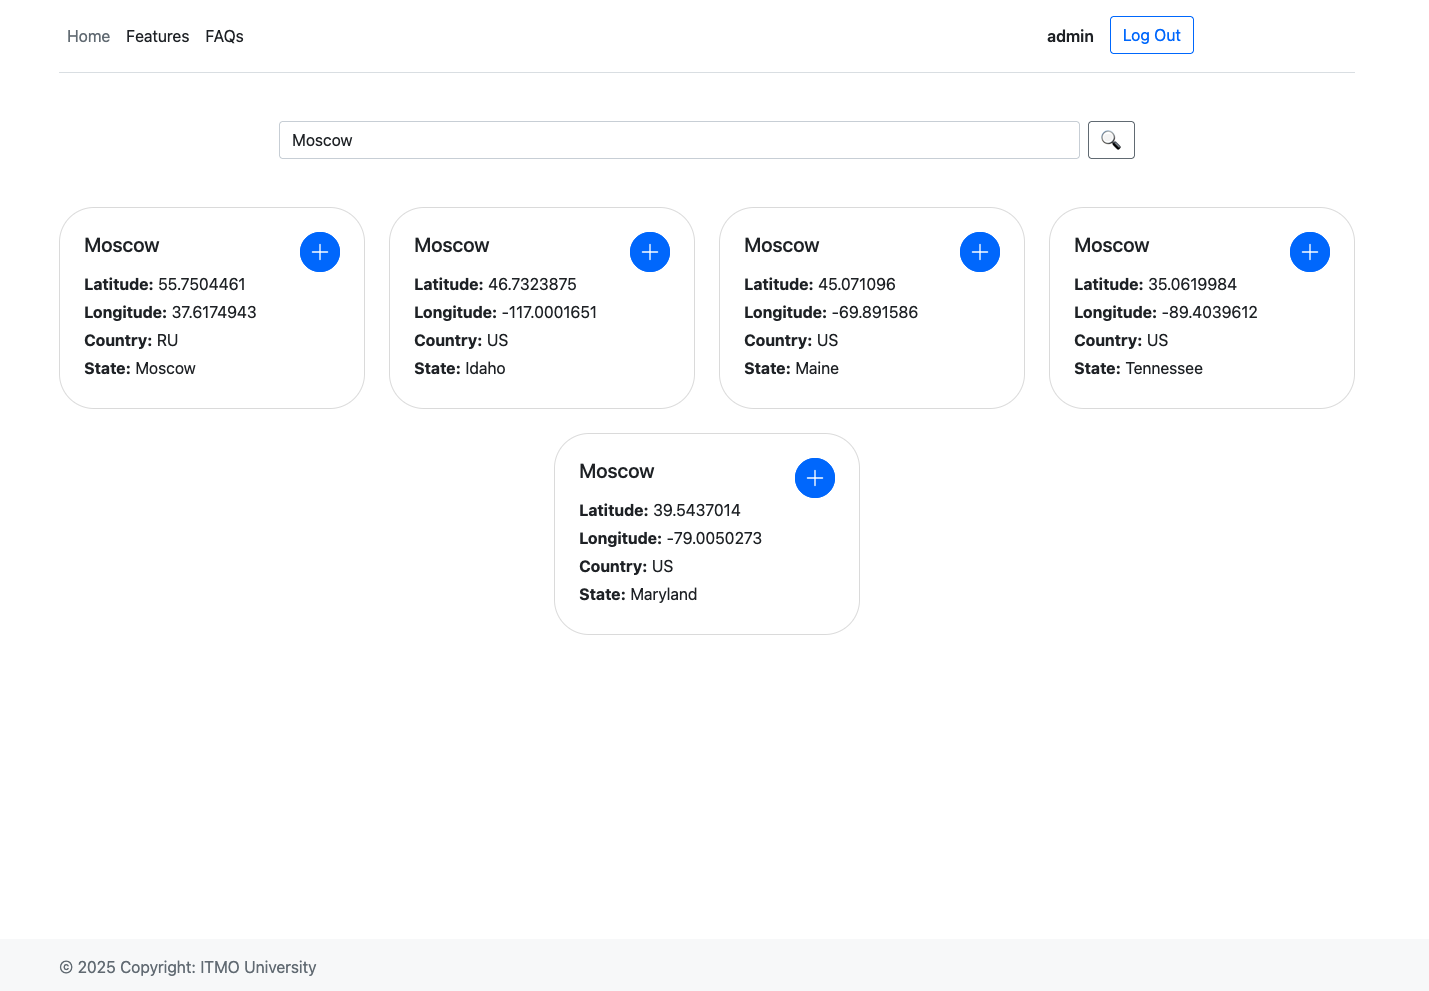 Home Features FAQs admin Log Out
Moscow
Moscow
Latitude: 55.7504461
Longitude: 37.6174943
Country: RU
State: Moscow
Moscow
Latitude: 46.7323875
Longitude: -117.0001651
Country: US
State: Idaho
Moscow
Latitude: 45.071096
Longitude: -69.891586
Country: US
State: Maine
Moscow
Latitude: 35.0619984
Longitude: -89.4039612
Country: US
State: Tennessee
Moscow
Latitude: 39.5437014
Longitude: -79.0050273
Country: US
State: Maryland
© 2025 Copyright: ITMO University